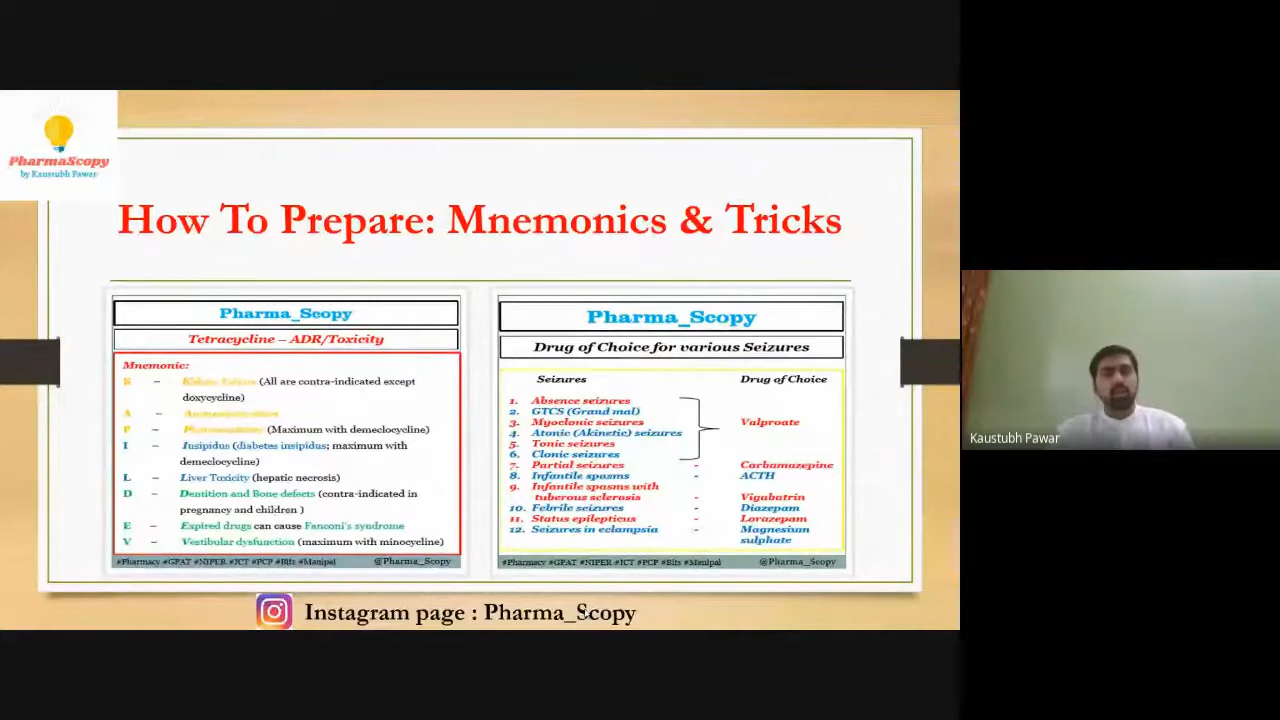 PharmaScopy
by Kaustubh Pawar
How To Prepare: Mnemonics & Tricks
Pharma_Scopy
Tetracycline – ADR/Toxicity
Mnemonic:
K – Kidney Failure (All are contra-indicated except
doxycycline)
A –
P – (Maximum with demeclocycline)
I – Insipidus (diabetes insipidus; maximum with
demeclocycline)
L – Liver Toxicity (hepatic necrosis)
D – Dentition and Bone defects (contra-indicated in
pregnancy and children )
E – Expired drugs can cause Fanconi's syndrome
V – Vestibular dysfunction (maximum with minocycline)
#Pharmacy #GPAT #NIPER #JCT #PCP #Bits #Manipal @Pharma_Scopy
Pharma_Scopy
Drug of Choice for various Seizures
Seizures Drug of Choice
1. Absence seizures
2. GTCS (Grand mal)
3. Myoclonic seizures Valproate
4. Atonic (Akinetic) seizures
5. Tonic seizures
6. Clonic seizures
7. Partial seizures - Carbamazepine
8. Infantile spasms - ACTH
9. Infantile spasms with
tuberous sclerosis - Vigabatrin
10. Febrile seizures - Diazepam
11. Status epilepticus - Lorazepam
12. Seizures in eclampsia - Magnesium
sulphate
#Pharmacy #GPAT #NIPER #JCT #PCP #Bits #Manipal @Pharma_Scopy
Instagram page : Pharma_Scopy
Kaustubh Pawar